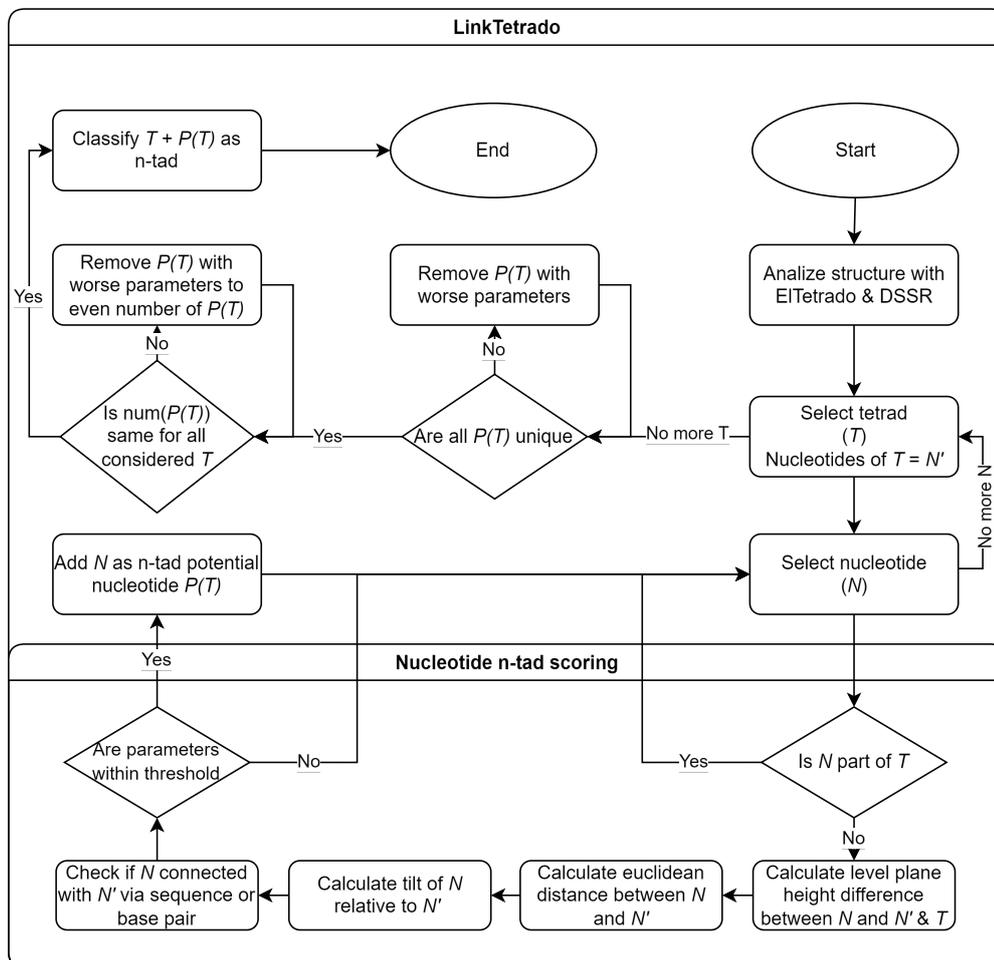 LinkTetrado
Classify T + P(T) as
n-tad
End
Start
Remove P(T) with
worse parameters to
even number of P(T)
Remove P(T) with
worse parameters
Analize structure with
ElTetrado & DSSR
Yes
No
No
Is num(P(T))
same for all
considered T
Yes
Are all P(T) unique
No more T
Select tetrad
(T)
Nucleotides of T = N'
No more N
Add N as n-tad potential
nucleotide P(T)
Select nucleotide
(N)
Yes
Nucleotide n-tad scoring
Are parameters
within threshold
No
Yes
Is N part of T
No
Check if N connected
with N' via sequence or
base pair
Calculate tilt of N
relative to N'
Calculate euclidean
distance between N
and N'
Calculate level plane
height difference
between N and N' & T